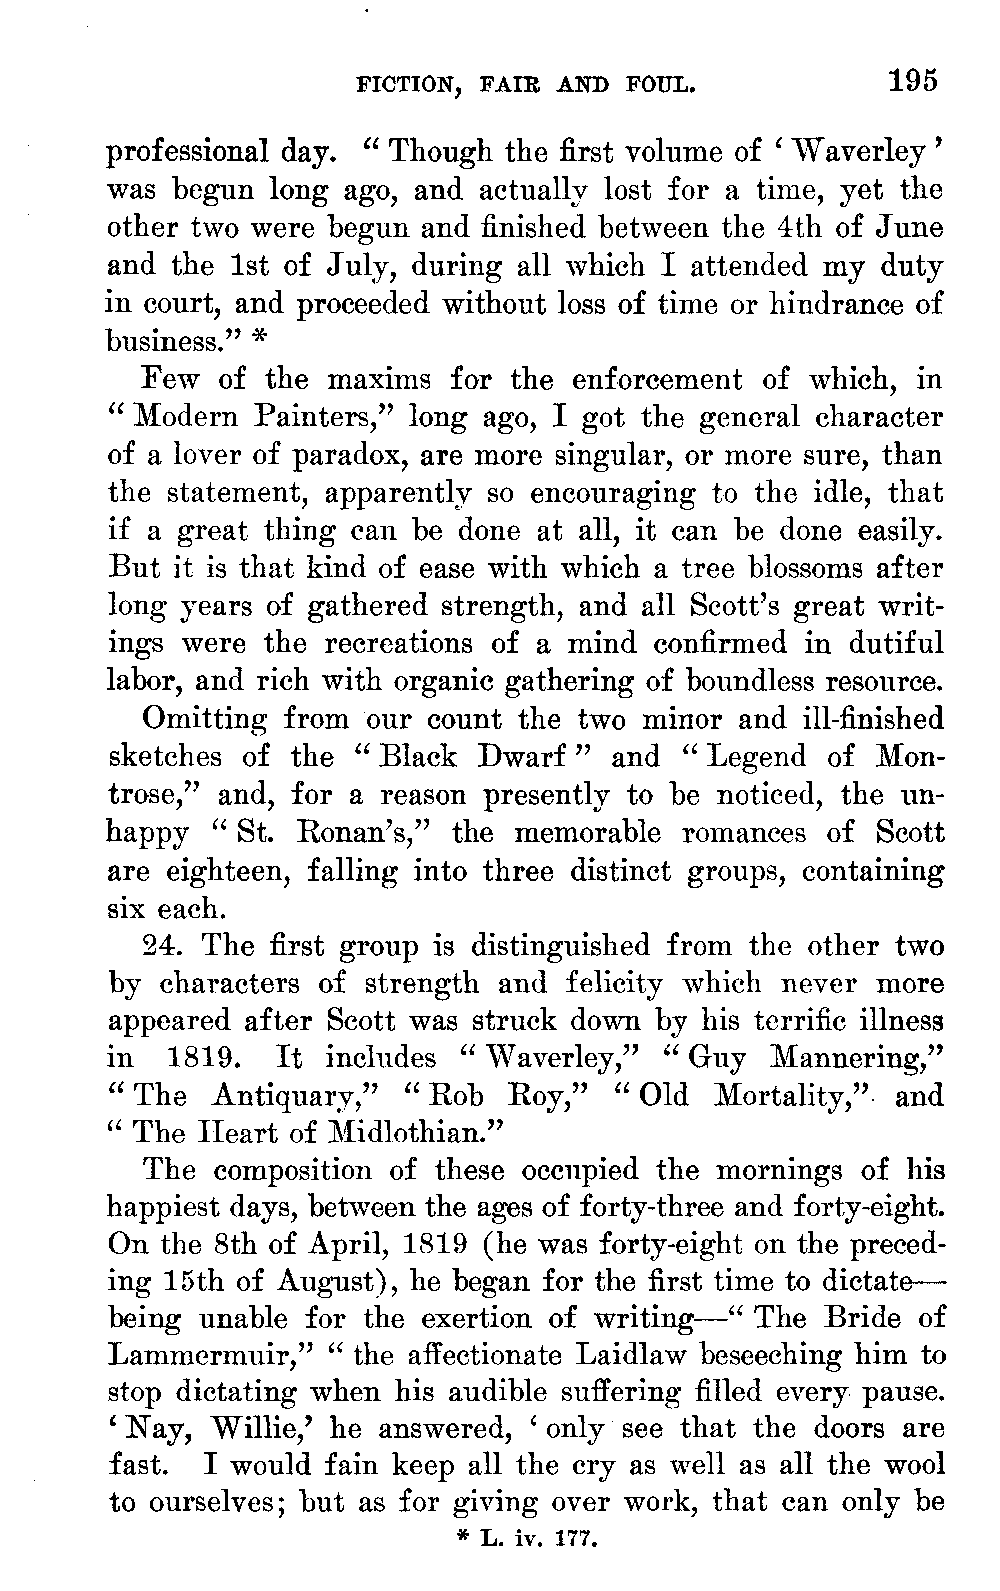 FICTION, FAIR AND FOUL. 195
professional day. “ Though the first volume of ‘ Waverley ’
was begun long ago, and actually lost for a time, yet the
other two were begun and finished between the 4th of June
and the 1st of July, during all which I attended my duty
in court, and proceeded without loss of time or hindrance of
business.” *
Few of the maxims for the enforcement of which, in
“ Modern Painters,” long ago, I got the general character
of a lover of paradox, are more singular, or more sure, than
the statement, apparently so encouraging to the idle, that
if a great thing can be done at all, it can be done easily.
But it is that kind of ease with which a tree blossoms after
long years of gathered strength, and all Scott’s great writ-
ings were the recreations of a mind confirmed in dutiful
labor, and rich with organic gathering of boundless resource.
Omitting from our count the two minor and ill-finished
sketches of the “ Black Dwarf ” and “ Legend of Mon-
trose,” and, for a reason presently to be noticed, the un-
happy “ St. Ronan’s,” the memorable romances of Scott
are eighteen, falling into three distinct groups, containing
six each.
24. The first group is distinguished from the other two
by characters of strength and felicity which never more
appeared after Scott was struck down by his terrific illness
in 1819. It includes “ Waverley,” “ Guy Mannering,”
“ The Antiquary,” “ Rob Roy,” “ Old Mortality,” and
“ The Heart of Midlothian.”
The composition of these occupied the mornings of his
happiest days, between the ages of forty-three and forty-eight.
On the 8th of April, 1819 (he was forty-eight on the preced-
ing 15th of August), he began for the first time to dictate—
being unable for the exertion of writing—“ The Bride of
Lammermuir,” “ the affectionate Laidlaw beseeching him to
stop dictating when his audible suffering filled every pause.
‘ Nay, Willie,’ he answered, ‘ only see that the doors are
fast. I would fain keep all the cry as well as all the wool
to ourselves; but as for giving over work, that can only be
* L. iv. 177.